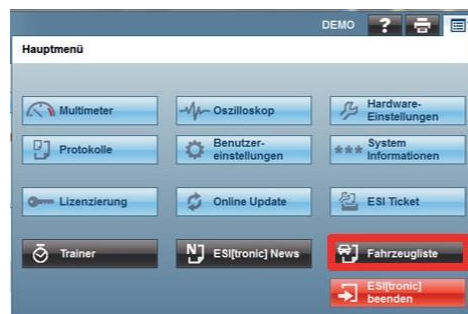 DEMO ?
Hauptmenü
Multimeter
Oszilloskop
Hardware-
Einstellungen
Protokolle
Benutzer-
einstellungen
*** System
Informationen
Lizenzierung
Online Update
ESI Ticket
Trainer
N ESI[tronic] News
Fahrzeugliste
ESI[tronic]
beenden